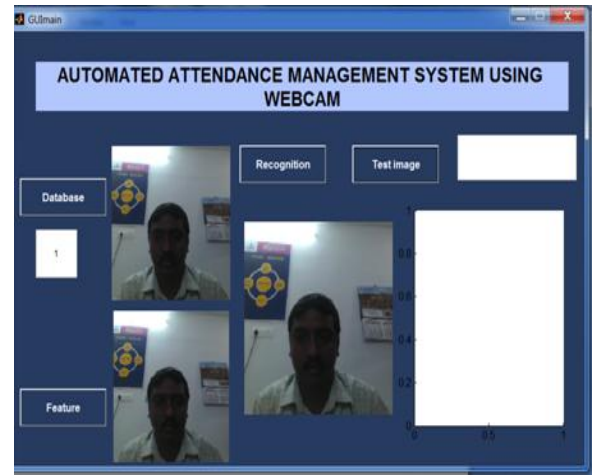 GUImain
AUTOMATED ATTENDANCE MANAGEMENT SYSTEM USING
WEBCAM
Recognition
Test image
Database
1
Feature
1
0.8
0.6
0.4
0.2
0
0
0.5
1